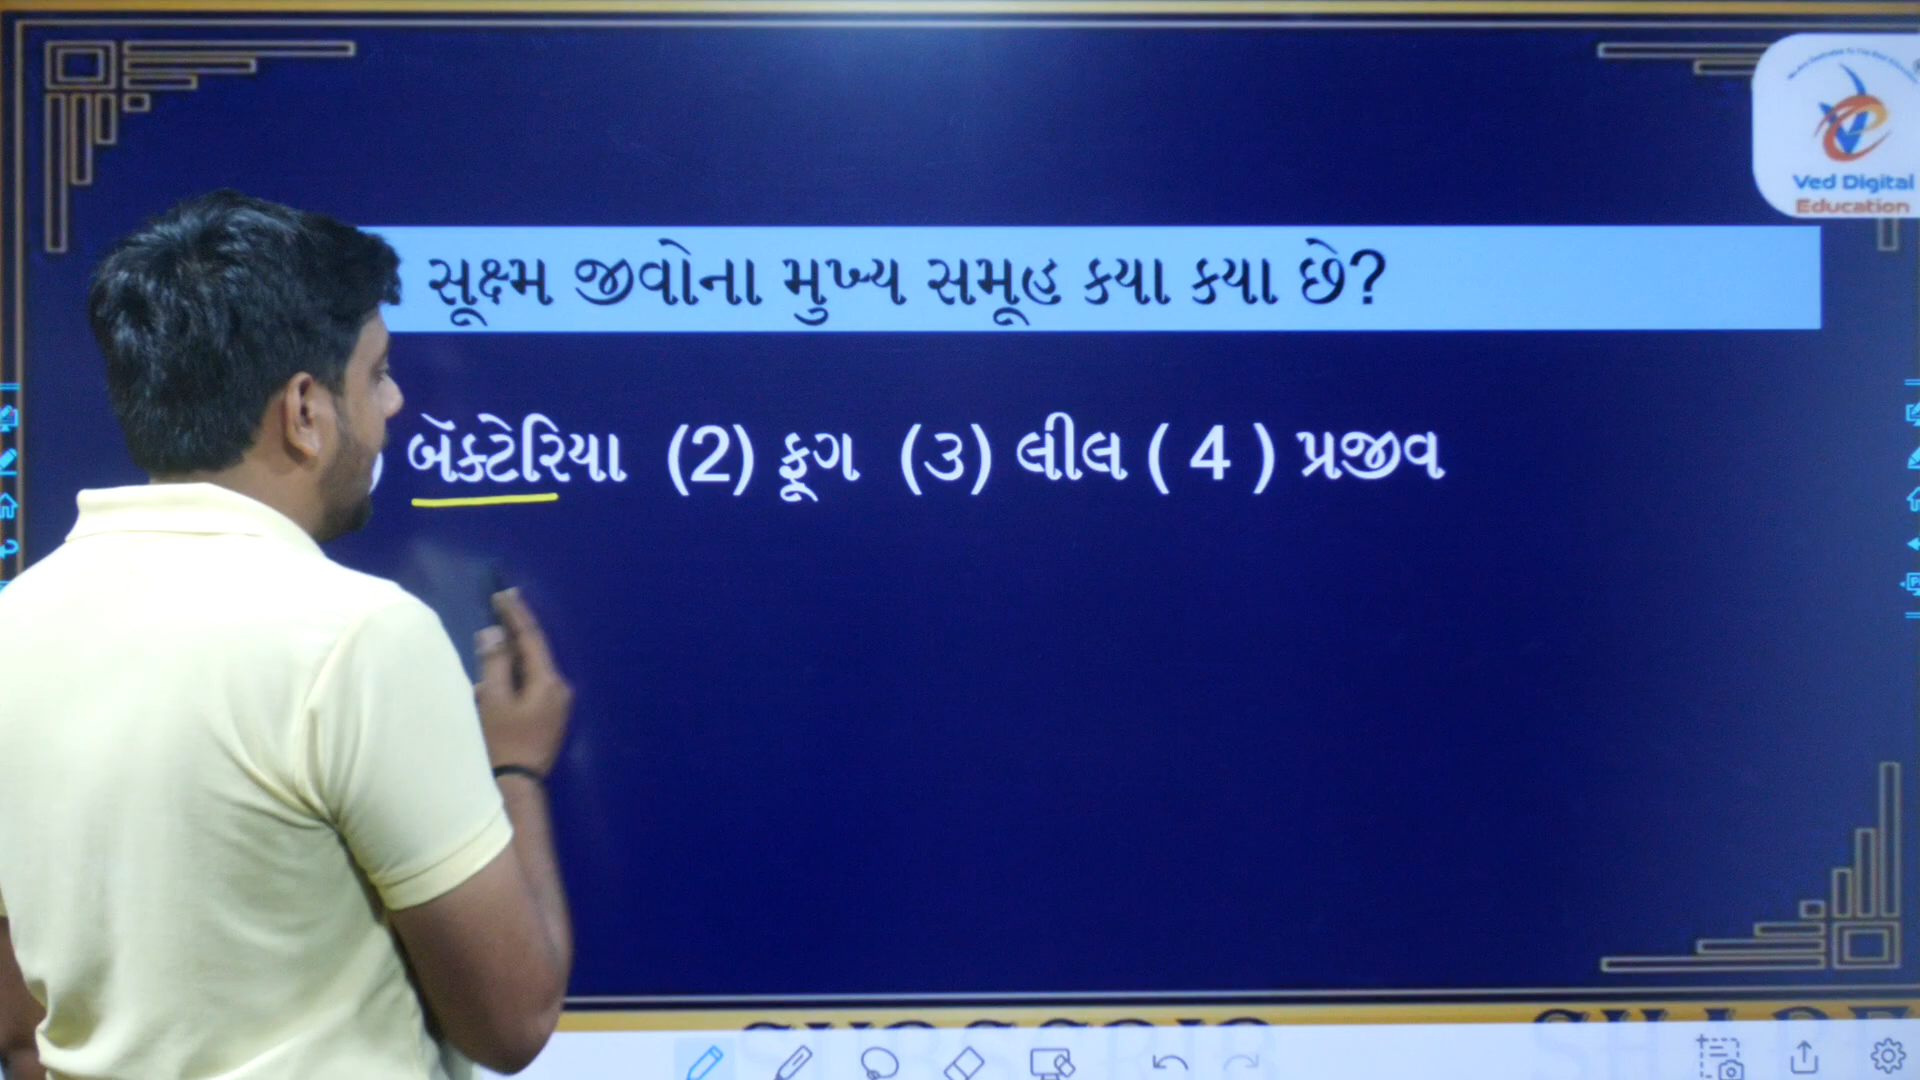 Ved Digital
Education
સૂક્ષ્મ જીવોના મુખ્ય સમૂહ કયા કયા છે?
) બૅક્ટેરિયા (2) ફૂગ (૩) લીલ ( 4 ) પ્રજીવ